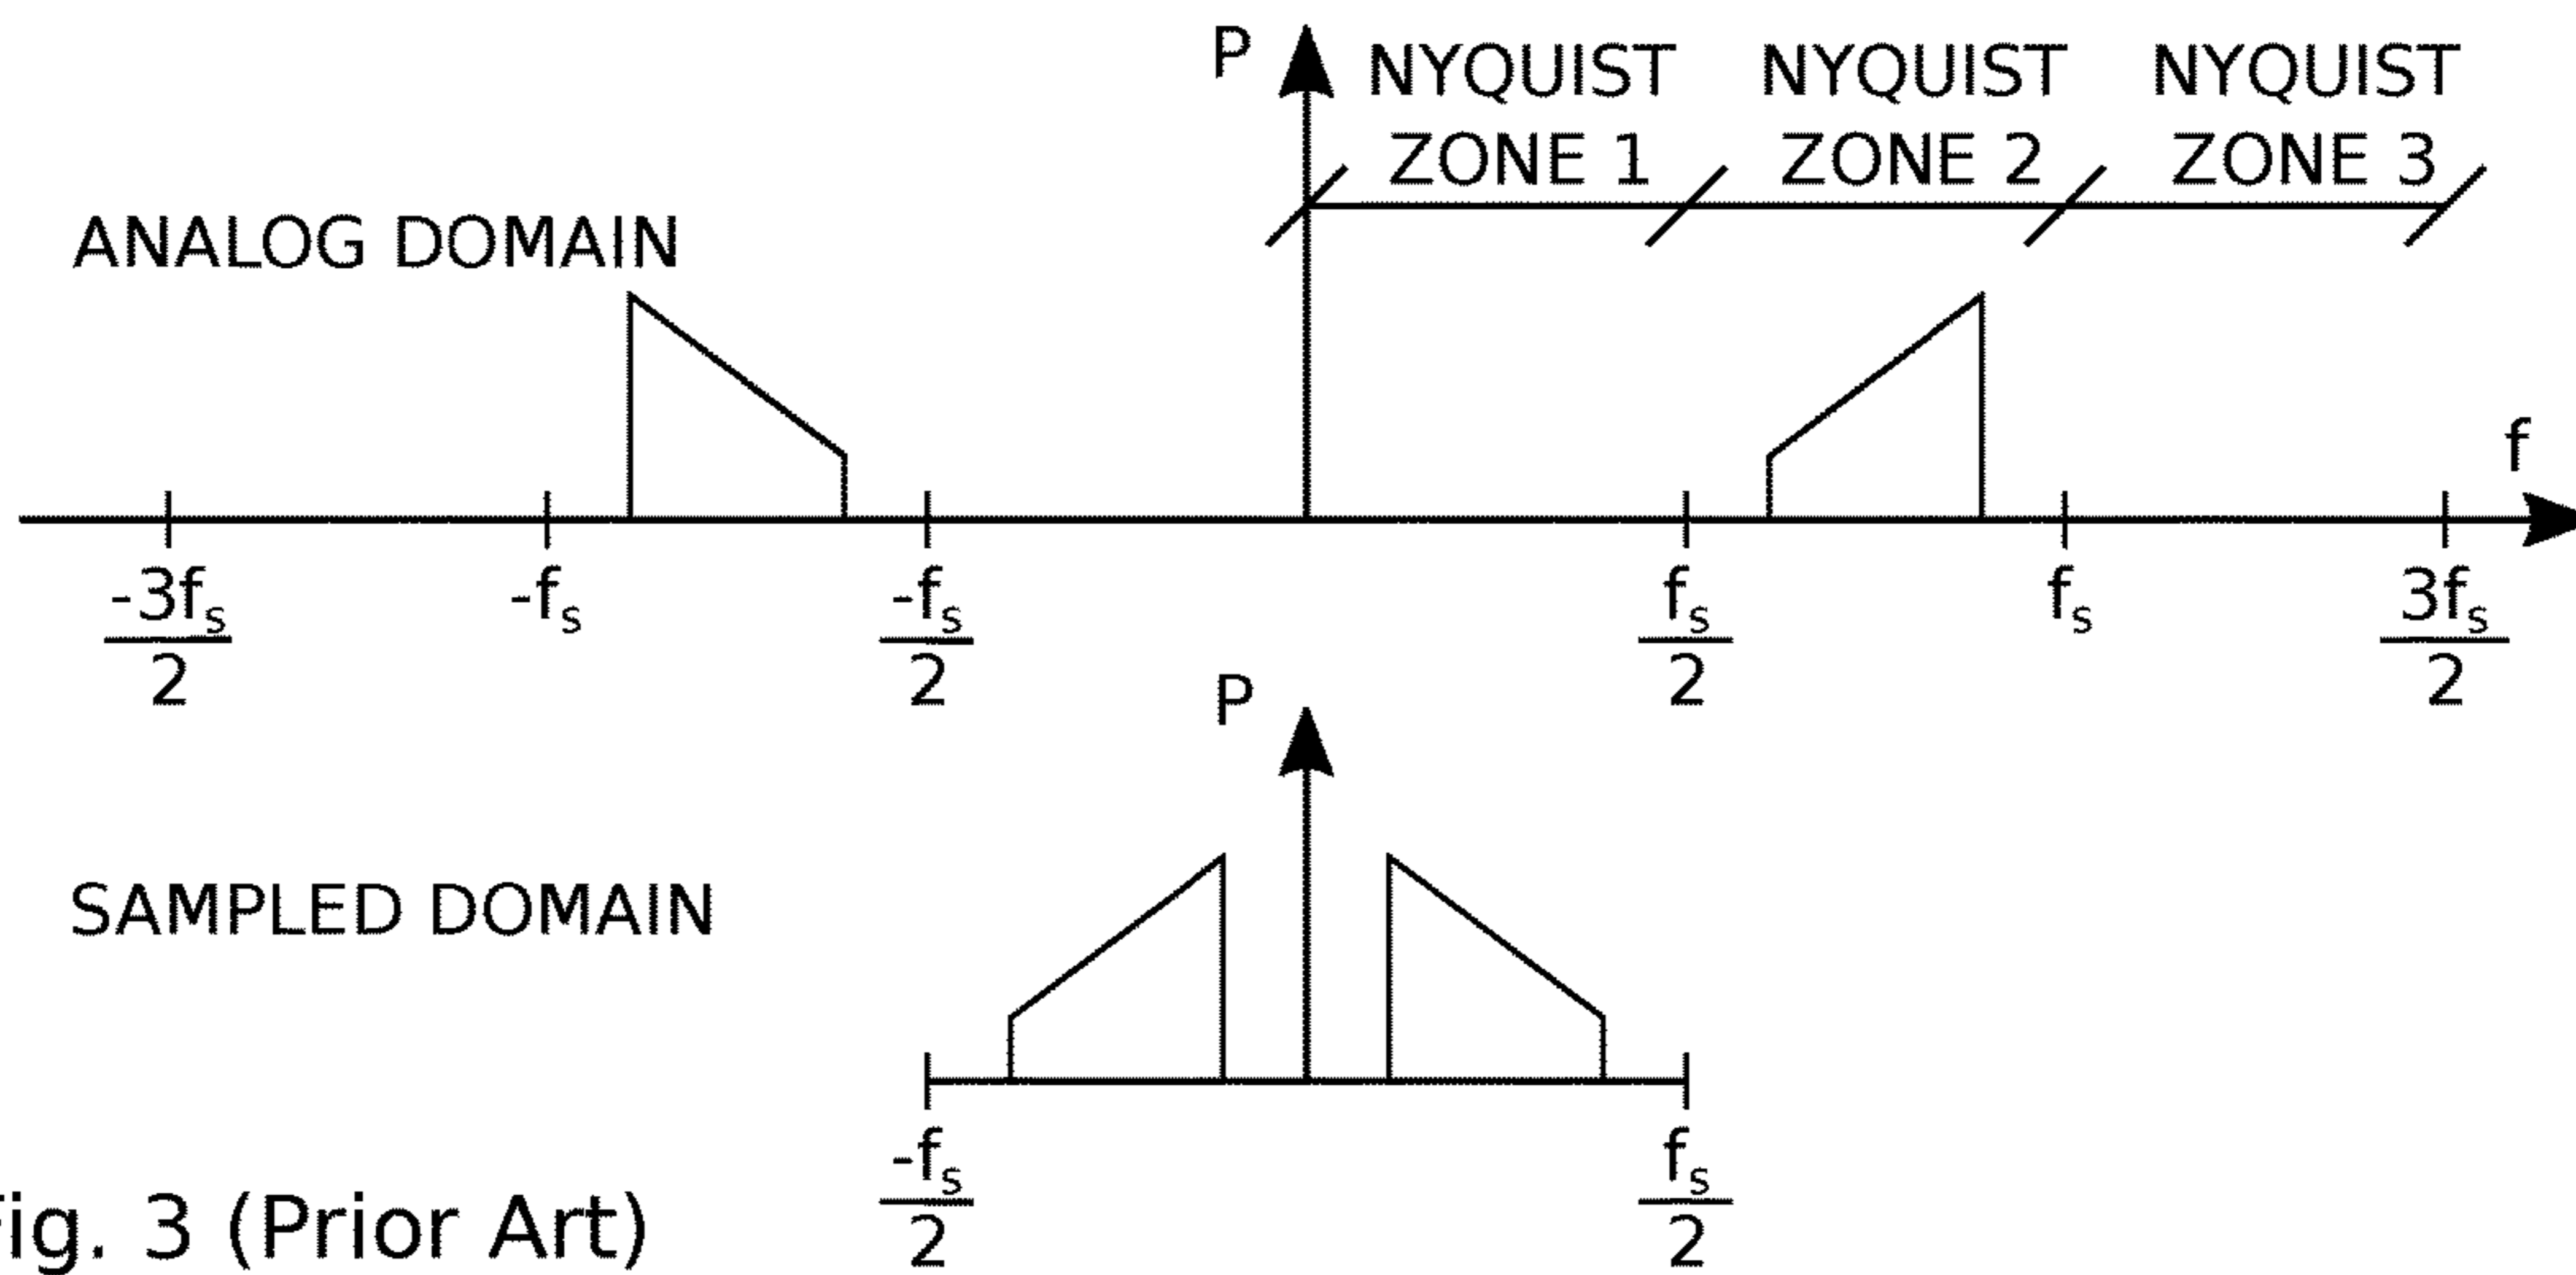 P
NYQUIST NYQUIST NYQUIST
ZONE 1 ZONE 2 ZONE 3
ANALOG DOMAIN
f
-3fs/2 -fs -fs/2 fs/2 fs 3fs/2
P
SAMPLED DOMAIN
-fs/2 fs/2
ig. 3 (Prior Art)